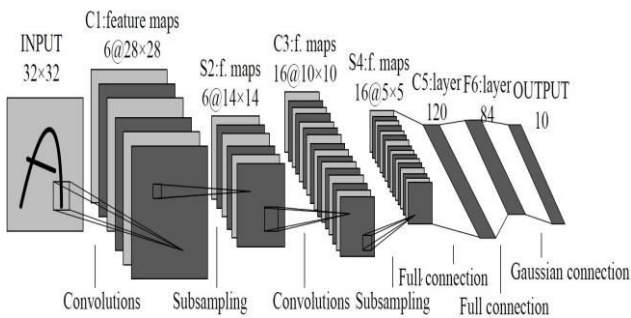 INPUT
32×32
C1:feature maps
6@28×28
S2:f. maps
6@14×14
C3:f. maps
16@10×10
S4:f. maps
16@5×5
C5:layer
120
F6:layer
84
OUTPUT
10
A
Convolutions
Subsampling
Convolutions
Subsampling
Full connection
Full connection
Gaussian connection